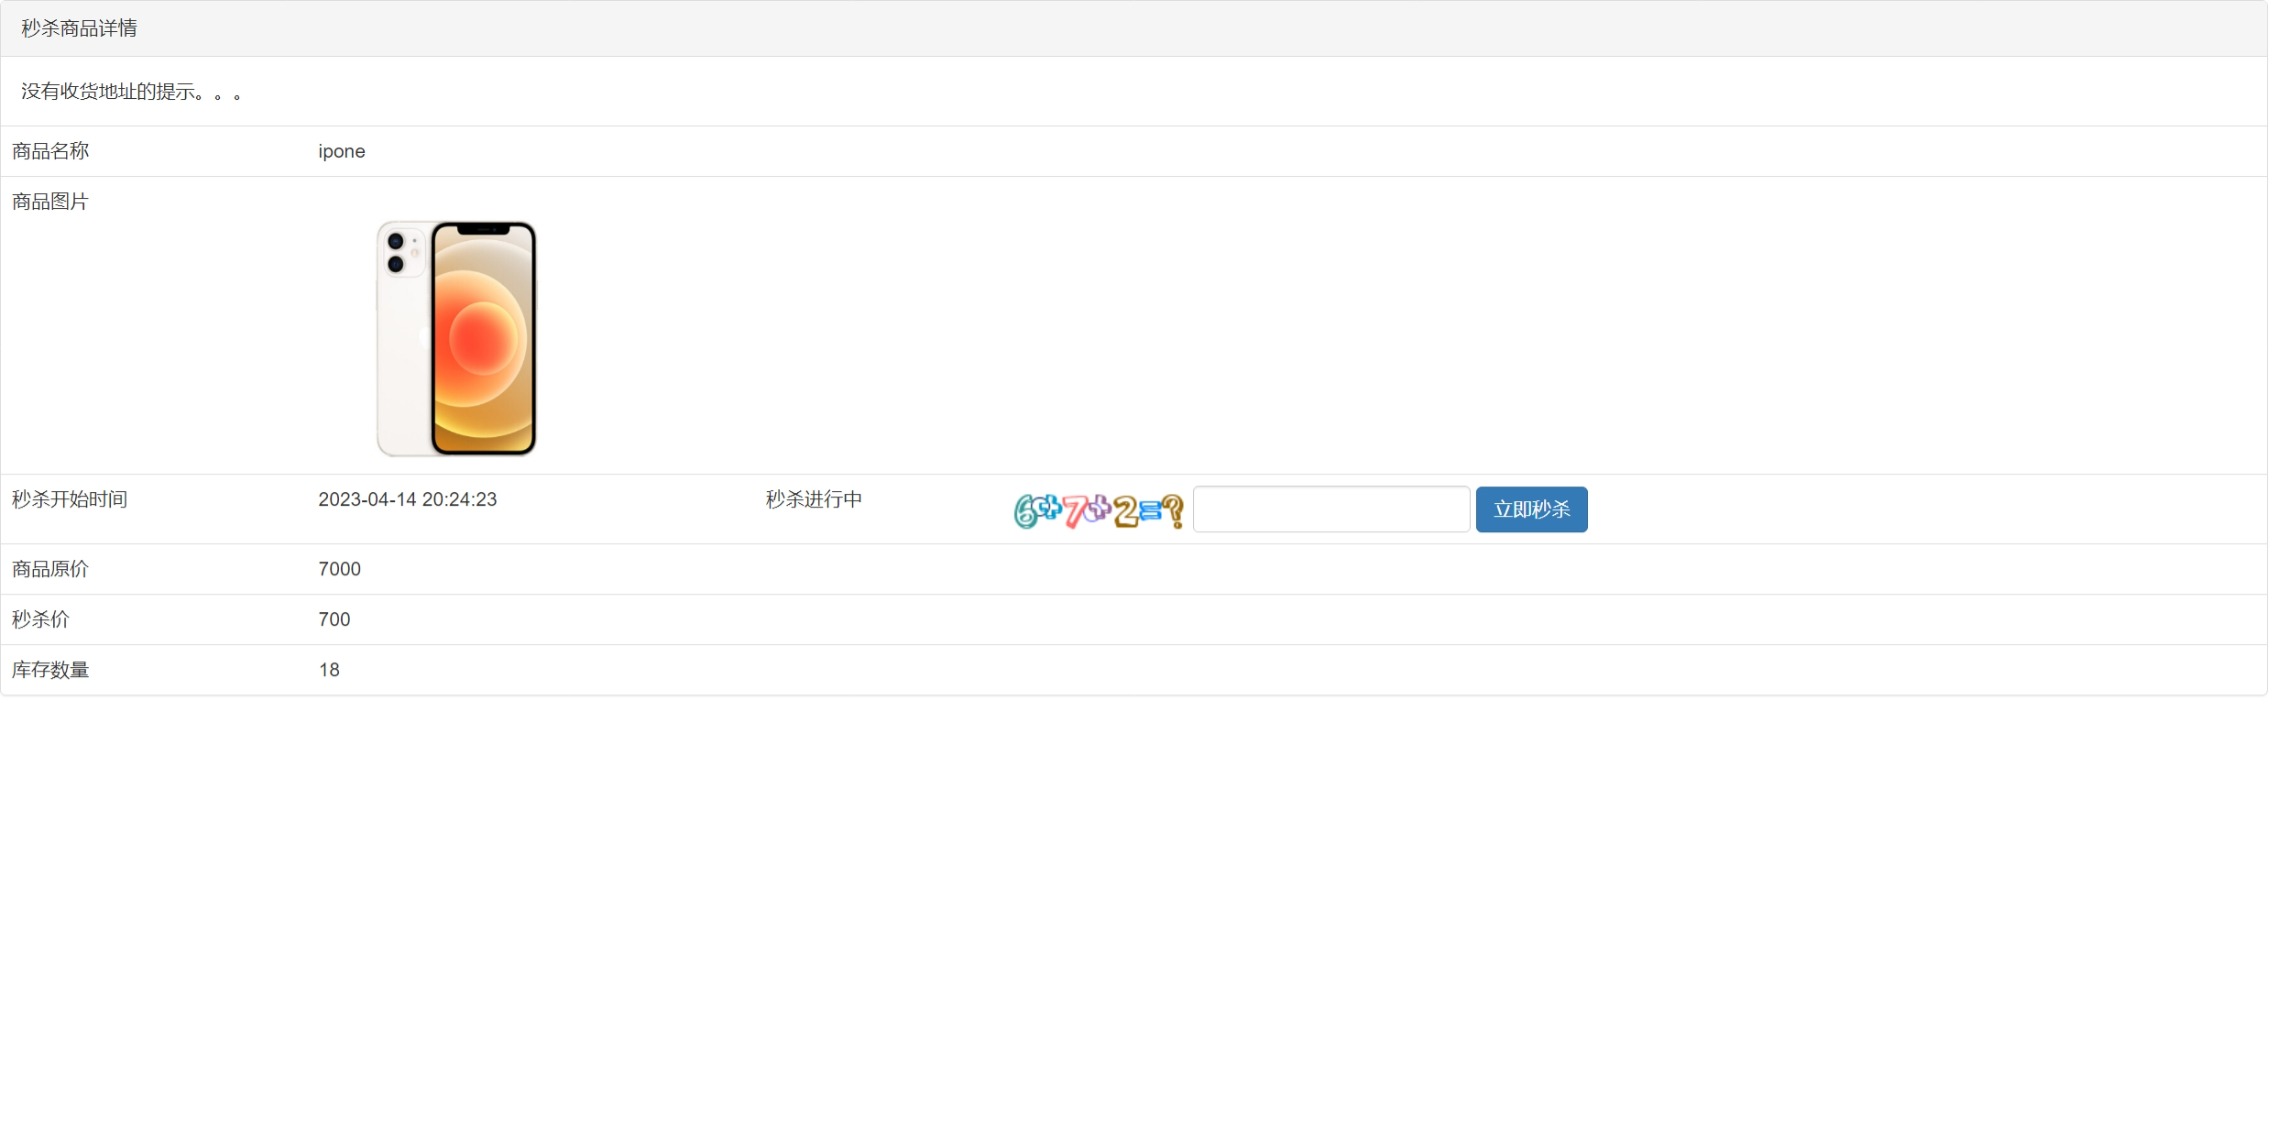 秒杀商品详情
没有收货地址的提示。。。
商品名称 ipone
商品图片
秒杀开始时间 2023-04-14 20:24:23 秒杀进行中 6+7+2=? 立即秒杀
商品原价 7000
秒杀价 700
库存数量 18